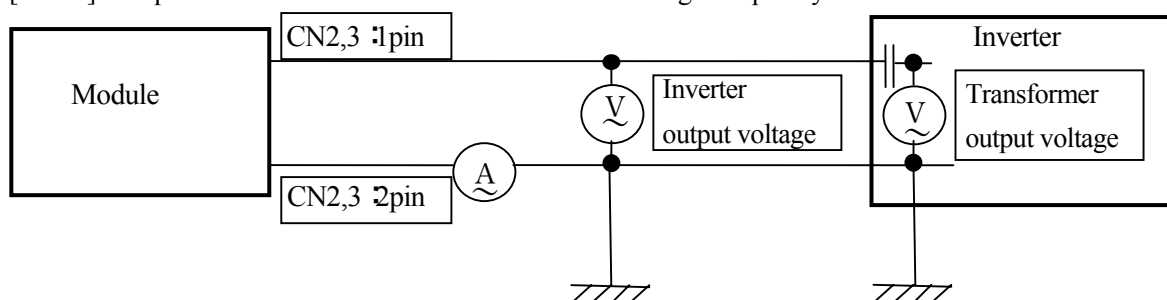 CN2,3 :1pin
Inverter
Module
V
Inverter
output voltage
V
Transformer
output voltage
A
CN2,3 :2pin